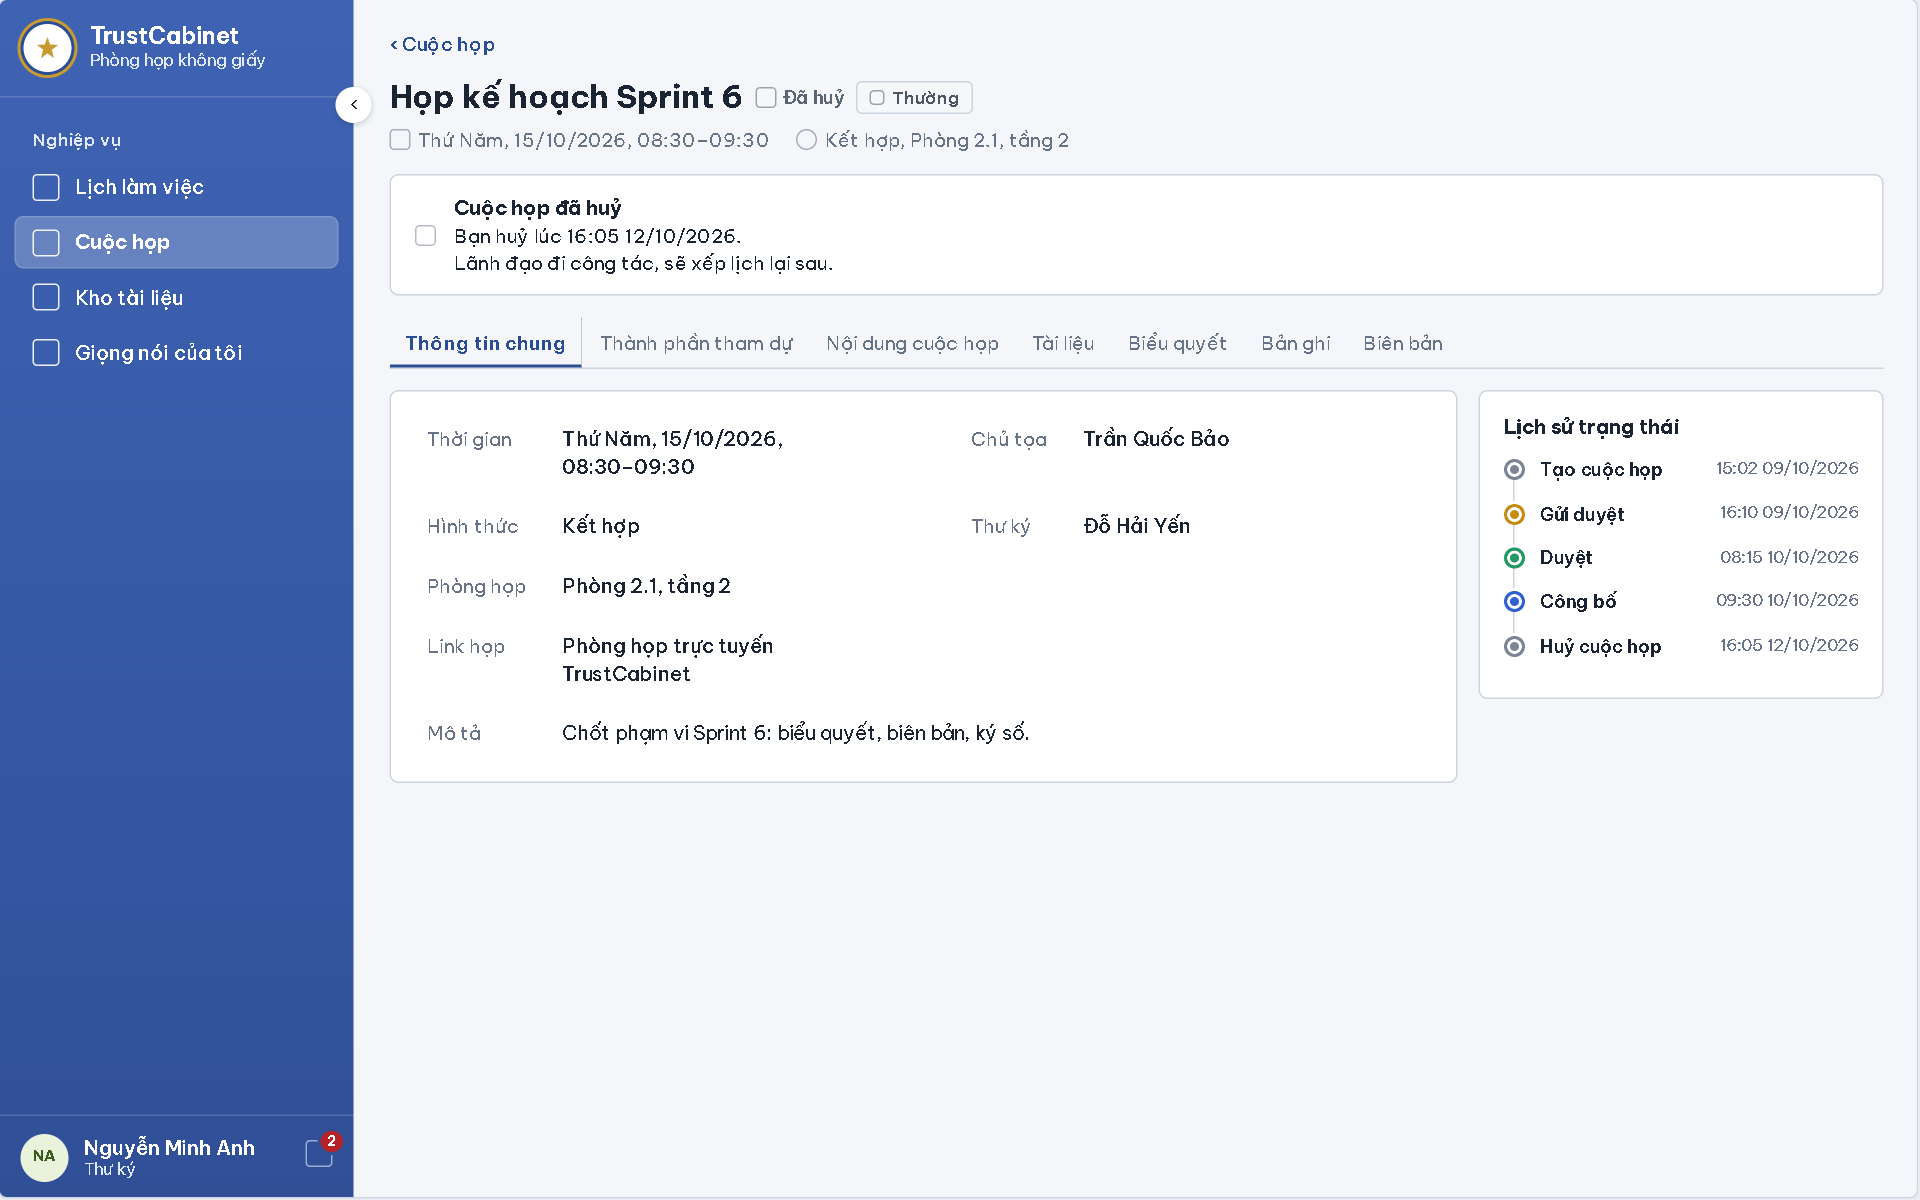 TrustCabinet
Phòng họp không giấy
Nghiệp vụ
Lịch làm việc
Cuộc họp
Kho tài liệu
Giọng nói của tôi
NA
Nguyễn Minh Anh
Thư ký
2
‹ Cuộc họp
Họp kế hoạch Sprint 6
Đã huỷ
Thường
Thứ Năm, 15/10/2026, 08:30–09:30
Kết hợp, Phòng 2.1, tầng 2
Cuộc họp đã huỷ
Bạn huỷ lúc 16:05 12/10/2026.
Lãnh đạo đi công tác, sẽ xếp lịch lại sau.
Thông tin chung
Thành phần tham dự
Nội dung cuộc họp
Tài liệu
Biểu quyết
Bản ghi
Biên bản
Thời gian
Thứ Năm, 15/10/2026,
08:30–09:30
Chủ tọa
Trần Quốc Bảo
Hình thức
Kết hợp
Thư ký
Đỗ Hải Yến
Phòng họp
Phòng 2.1, tầng 2
Link họp
Phòng họp trực tuyến
TrustCabinet
Mô tả
Chốt phạm vi Sprint 6: biểu quyết, biên bản, ký số.
Lịch sử trạng thái
Tạo cuộc họp
15:02 09/10/2026
Gửi duyệt
16:10 09/10/2026
Duyệt
08:15 10/10/2026
Công bố
09:30 10/10/2026
Huỷ cuộc họp
16:05 12/10/2026